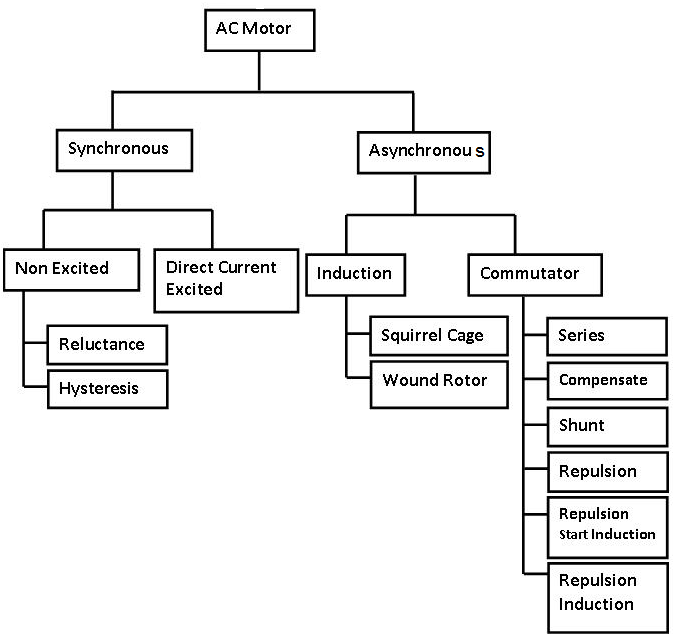 AC Motor
Synchronous
Asynchronous
Non Excited
Direct Current
Excited
Induction
Commutator
Reluctance
Hysteresis
Squirrel Cage
Wound Rotor
Series
Compensate
Shunt
Repulsion
Repulsion
Start Induction
Repulsion
Induction